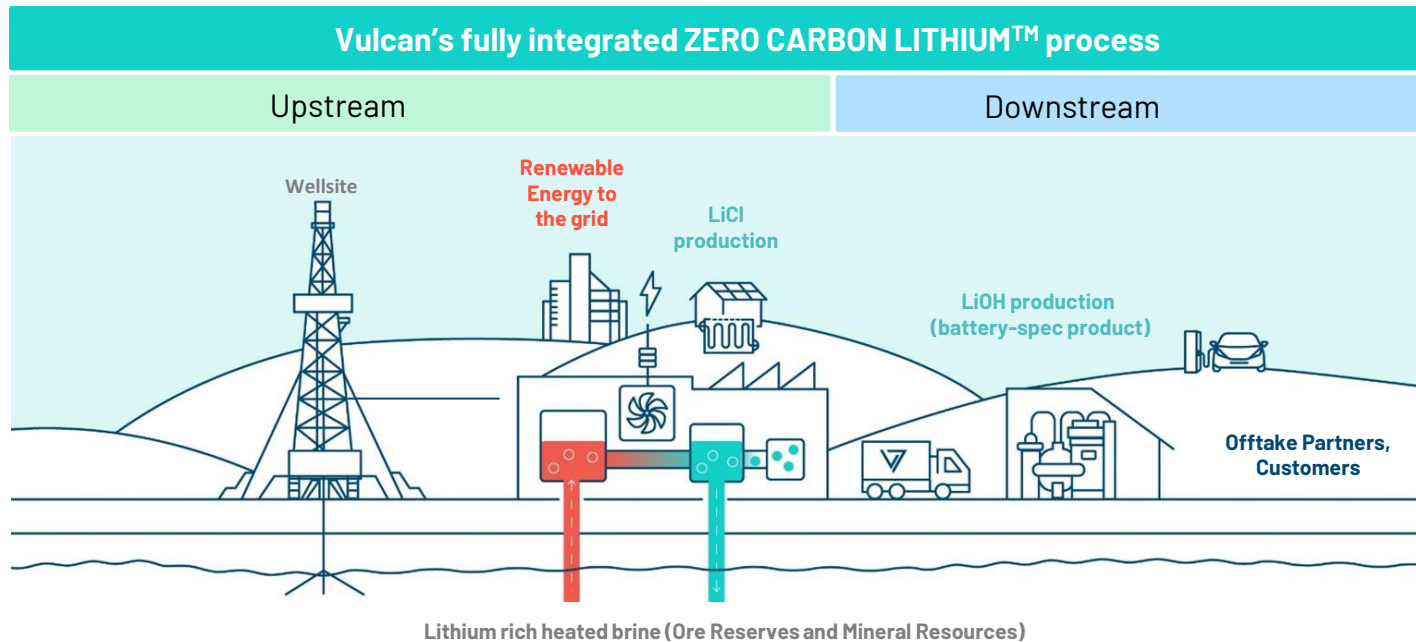 Vulcan's fully integrated ZERO CARBON LITHIUM™ process
Upstream
Downstream
Wellsite
Renewable
Energy to
the grid
LiCl
production
LiOH production
(battery-spec product)
Offtake Partners,
Customers
Lithium rich heated brine (Ore Reserves and Mineral Resources)